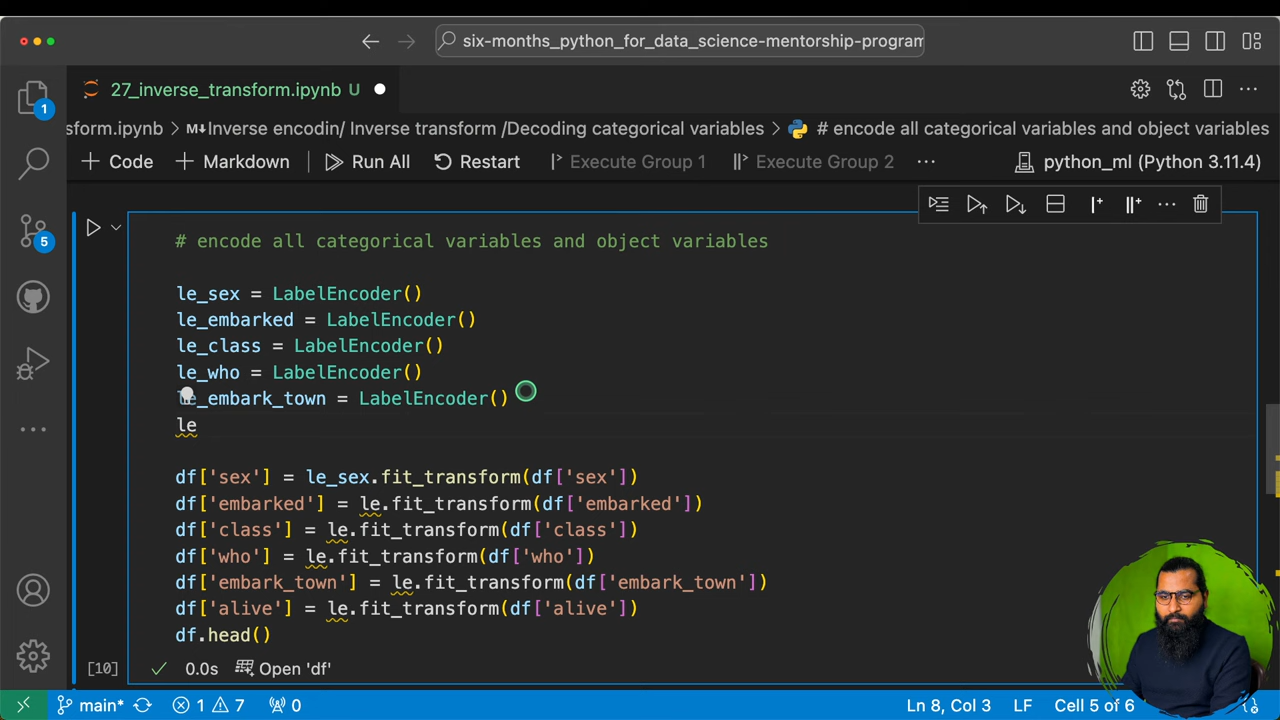 six-months_python_for_data_science-mentorship-program
27_inverse_transform.ipynb U
sform.ipynb > M↓Inverse encodin/ Inverse transform /Decoding categorical variables > # encode all categorical variables and object variables
+ Code + Markdown Run All Restart Execute Group 1 Execute Group 2 ... python_ml (Python 3.11.4)
1
5
# encode all categorical variables and object variables
le_sex = LabelEncoder()
le_embarked = LabelEncoder()
le_class = LabelEncoder()
le_who = LabelEncoder()
le_embark_town = LabelEncoder()
le
df['sex'] = le_sex.fit_transform(df['sex'])
df['embarked'] = le.fit_transform(df['embarked'])
df['class'] = le.fit_transform(df['class'])
df['who'] = le.fit_transform(df['who'])
df['embark_town'] = le.fit_transform(df['embark_town'])
df['alive'] = le.fit_transform(df['alive'])
df.head()
[10] ✓ 0.0s Open 'df'
main* 1 7 0 Ln 8, Col 3 LF Cell 5 of 6